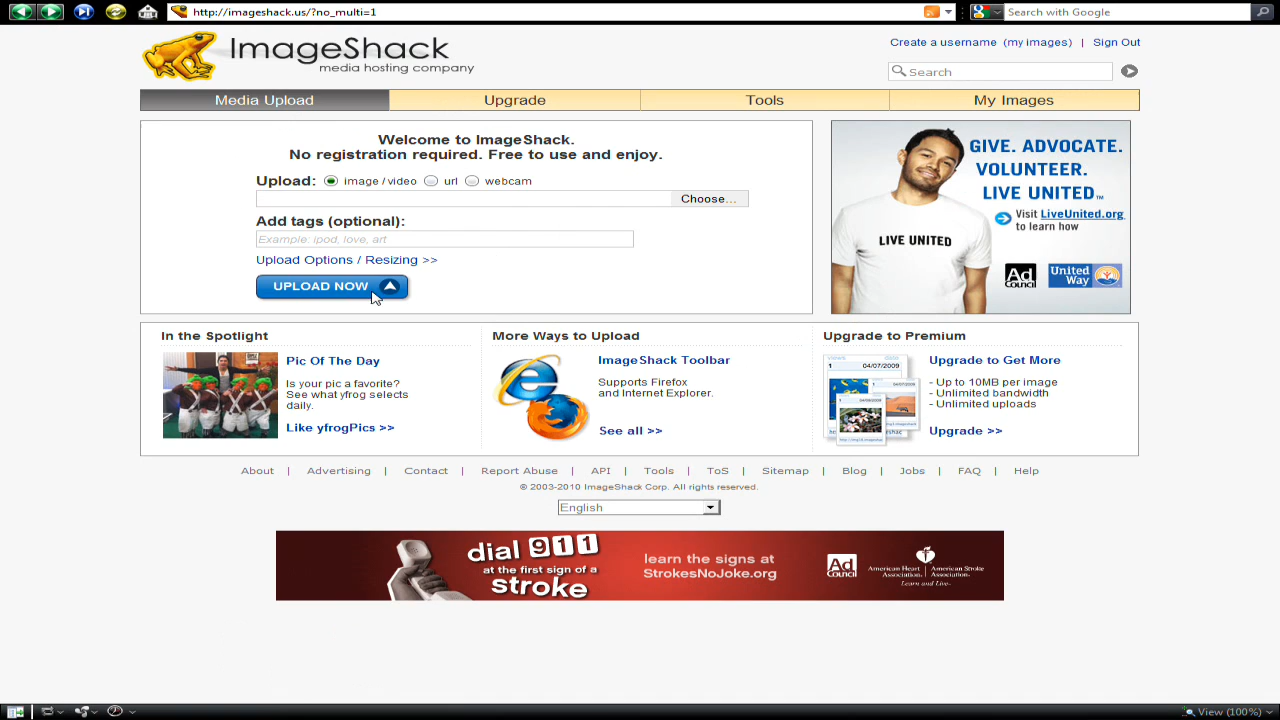 http://imageshack.us/?no_multi=1
Search with Google
ImageShack
media hosting company
Create a username (my images) | Sign Out
Search
Media Upload
Upgrade
Tools
My Images
Welcome to ImageShack.
No registration required. Free to use and enjoy.
Upload: image/video url webcam
Choose...
Add tags (optional):
Example: ipod, love, art
Upload Options / Resizing >>
UPLOAD NOW
GIVE. ADVOCATE.
VOLUNTEER.
LIVE UNITED™
Visit LiveUnited.org
to learn how
LIVE UNITED
Ad
Council
United
Way
In the Spotlight
Pic Of The Day
Is your pic a favorite?
See what yfrog selects
daily.
Like yfrogPics >>
More Ways to Upload
ImageShack Toolbar
Supports Firefox
and Internet Explorer.
See all >>
Upgrade to Premium
1 04/07/2009
Upgrade to Get More
- Up to 10MB per image
- Unlimited bandwidth
- Unlimited uploads
Upgrade >>
About | Advertising | Contact | Report Abuse | API | Tools | ToS | Sitemap | Blog | Jobs | FAQ | Help
© 2003-2010 ImageShack Corp. All rights reserved.
English
dial 911
at the first sign of a
stroke
learn the signs at
StrokesNoJoke.org
Ad
Council
American Heart Association®
American Stroke Association®
Learn and Live
View (100%)